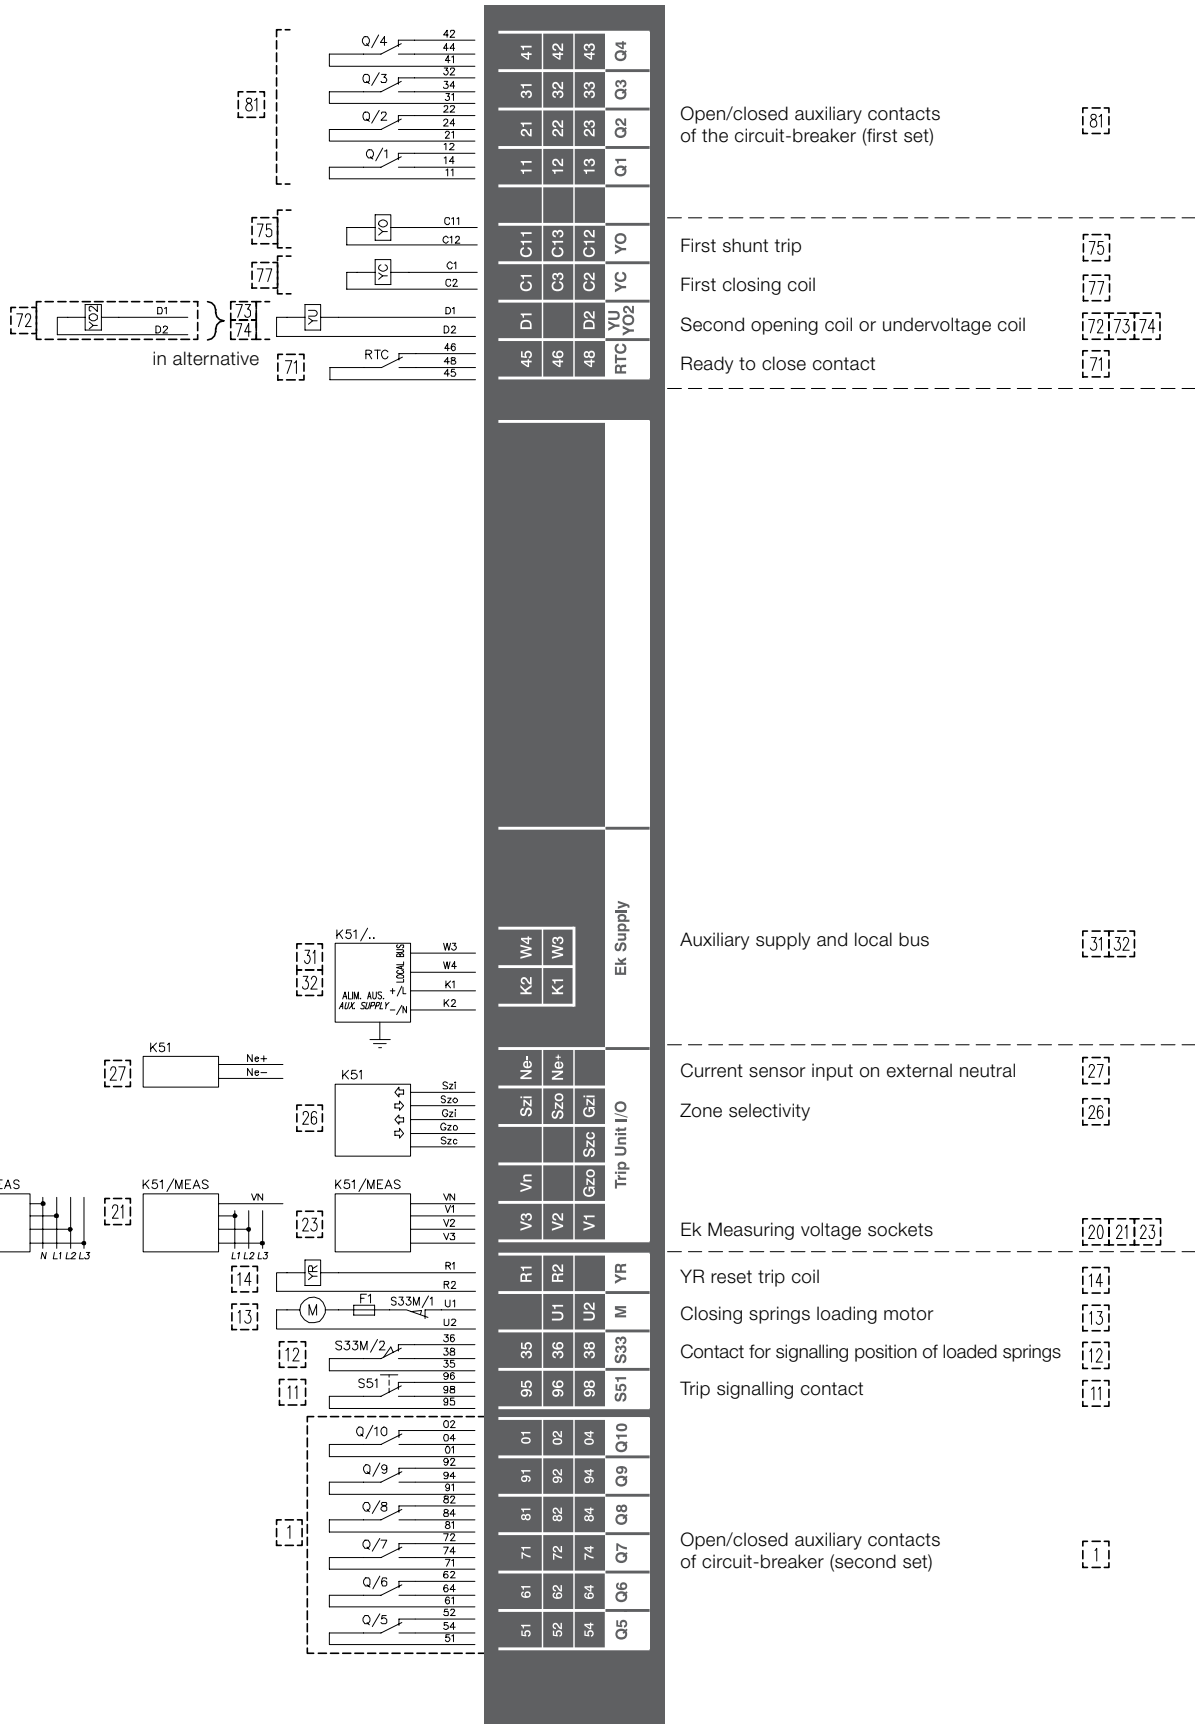 Q/4 42
44
41
41 42 43 Q4
Q/3 32
34
31
31 32 33 Q3
81
Q/2 22
24
21
21 22 23 Q2
Open/closed auxiliary contacts
of the circuit-breaker (first set)
81
Q/1 12
14
11
11 12 13 Q1
75 YO C11
C12
C11 C13 C12 YO
First shunt trip 75
77 YC C1
C2
C1 C3 C2 YC
First closing coil 77
72 YO2 D1
D2
73
74
YU D1
D2
D1 D2 YU
YO2
Second opening coil or undervoltage coil 72 73 74
in alternative
71 RTC 46
48
45
45 46 48 RTC
Ready to close contact 71
31
32
K51/..
LOCAL BUS
ALIM. AUS.
AUX. SUPPLY
+/L
-/N
W3
W4
K1
K2
W4 W3
K2 K1
Ek Supply
Auxiliary supply and local bus 31 32
27 K51 Ne+
Ne-
Ne- Ne+
Current sensor input on external neutral 27
26 K51 Szi
Szo
Gzi
Gzo
Szc
Szi Szo Gzi
Szc
Vn Gzo
V3 V2 V1
Trip Unit I/O
Zone selectivity 26
EAS
N L1 L2 L3
21 K51/MEAS VN
L1 L2 L3
23 K51/MEAS VN
V1
V2
V3
Ek Measuring voltage sockets 20 21 23
14 YR R1
R2
R1 R2 YR
YR reset trip coil 14
13 M F1 S33M/1 U1
U2
U1 U2 M
Closing springs loading motor 13
12 S33M/2 36
38
35
35 36 38 S33
Contact for signalling position of loaded springs 12
11 S51 96
98
95
95 96 98 S51
Trip signalling contact 11
Q/10 02
04
01
01 02 04 Q10
Q/9 92
94
91
91 92 94 Q9
Q/8 82
84
81
81 82 84 Q8
1
Q/7 72
74
71
71 72 74 Q7
Open/closed auxiliary contacts
of circuit-breaker (second set)
1
Q/6 62
64
61
61 62 64 Q6
Q/5 52
54
51
51 52 54 Q5